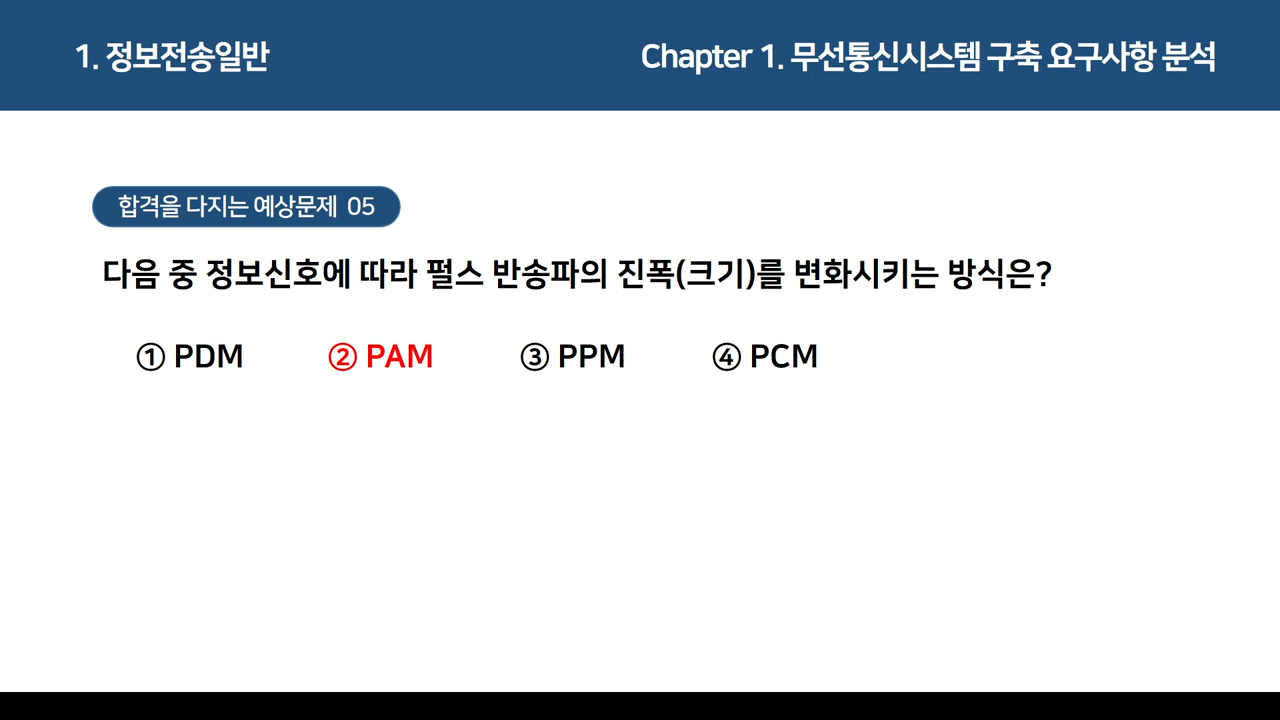 1. 정보전송일반
Chapter 1. 무선통신시스템 구축 요구사항 분석
합격을 다지는 예상문제 05
다음 중 정보신호에 따라 펄스 반송파의 진폭(크기)를 변화시키는 방식은?
① PDM ② PAM ③ PPM ④ PCM